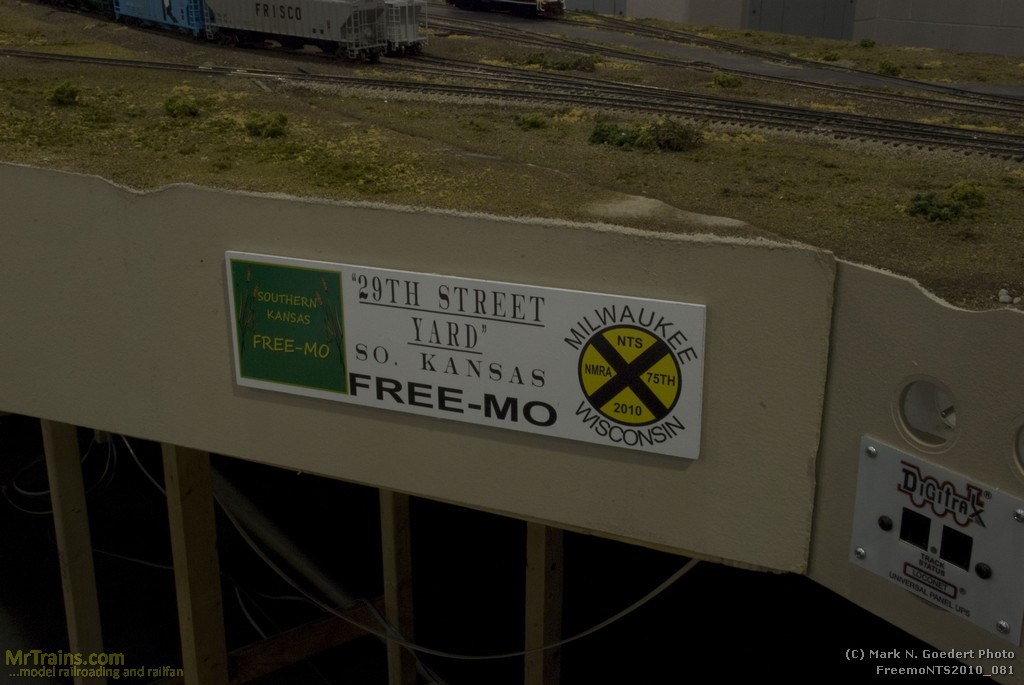 FRISCO
SOUTHERN
KANSAS
FREE-MO
"29TH STREET
YARD"
SO. KANSAS
FREE-MO
MILWAUKEE
NTS
NMRA
75TH
2010
WISCONSIN
Digitrax®
TRACK
STATUS
LOCONET®
UNIVERSAL PANEL UP5
MrTrains.com
...model railroading and railfan
(C) Mark N. Goedert Photo
FreemoNTS2010_081